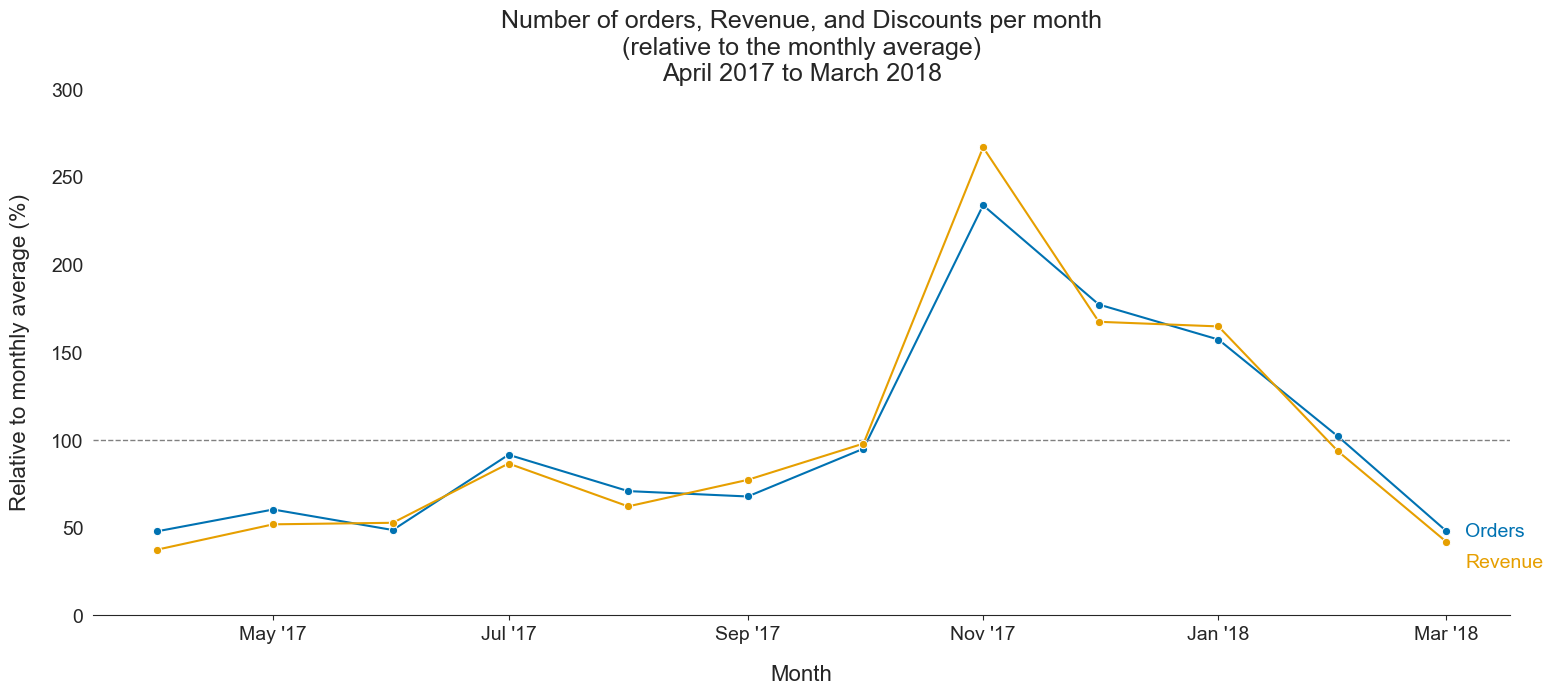 Number of orders, Revenue, and Discounts per month
(relative to the monthly average)
April 2017 to March 2018
Relative to monthly average (%)
300
250
200
150
100
50
0
Orders
Revenue
May '17
Jul '17
Sep '17
Nov '17
Jan '18
Mar '18
Month